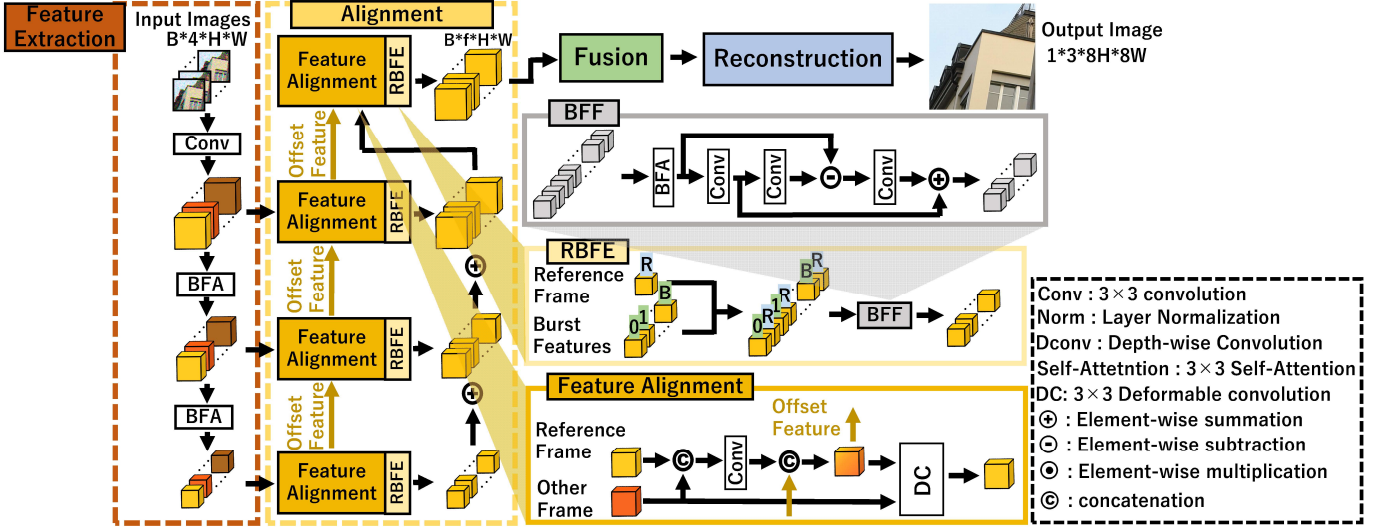 Feature
Extraction
Input Images
B*4*H*W
Conv
BFA
BFA
Alignment
Feature
Alignment
RBFE
B*f*H*W
Offset
Feature
Feature
Alignment
RBFE
Offset
Feature
Feature
Alignment
RBFE
Offset
Feature
Feature
Alignment
RBFE
Fusion
Reconstruction
Output Image
1*3*8H*8W
BFF
BFA
Conv
Conv
Conv
RBFE
Reference
Frame
Burst
Features
R
B
0 1
0 R 1 R
B R
BFF
Feature Alignment
Reference
Frame
Other
Frame
C
Conv
C
Offset
Feature
DC
Conv : 3×3 convolution
Norm : Layer Normalization
Dconv : Depth-wise Convolution
Self-Attetntion : 3×3 Self-Attention
DC: 3×3 Deformable convolution
⊕ : Element-wise summation
⊖ : Element-wise subtraction
⊙ : Element-wise multiplication
© : concatenation